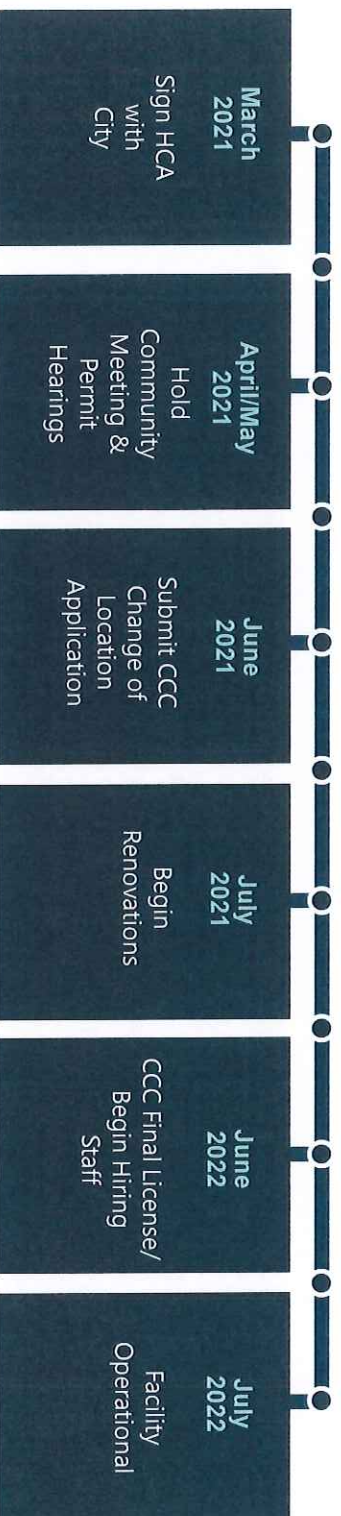 March
2021
Sign HCA
with
City
April/May
2021
Hold
Community
Meeting &
Permit
Hearings
June
2021
Submit CCC
Change of
Location
Application
July
2021
Begin
Renovations
June
2022
CCC Final License/
Begin Hiring
Staff
July
2022
Facility
Operational